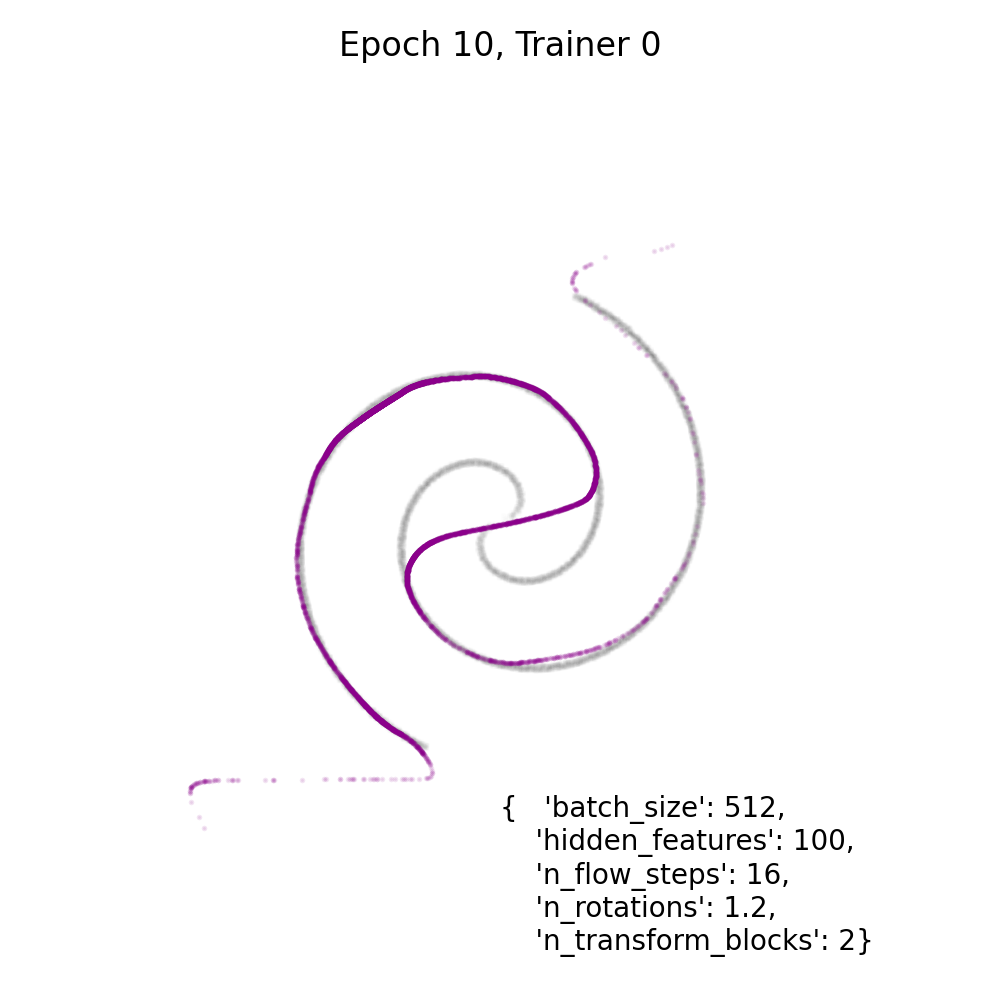 Epoch 10, Trainer 0
{   'batch_size': 512,
'hidden_features': 100,
'n_flow_steps': 16,
'n_rotations': 1.2,
'n_transform_blocks': 2}